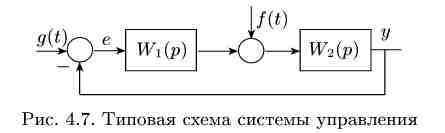 g(t) e W₁(p) f(t) W₂(p) y
−
Рис. 4.7. Типовая схема системы управления